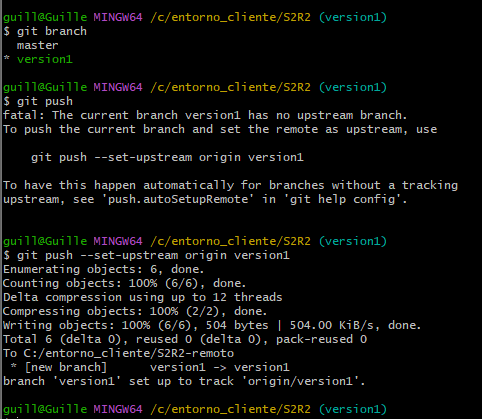 guill@Guille MINGW64 /c/entorno_cliente/S2R2 (version1)
$ git branch
  master
* version1
guill@Guille MINGW64 /c/entorno_cliente/S2R2 (version1)
$ git push
fatal: The current branch version1 has no upstream branch.
To push the current branch and set the remote as upstream, use
    git push --set-upstream origin version1
To have this happen automatically for branches without a tracking
upstream, see 'push.autoSetupRemote' in 'git help config'.
guill@Guille MINGW64 /c/entorno_cliente/S2R2 (version1)
$ git push --set-upstream origin version1
Enumerating objects: 6, done.
Counting objects: 100% (6/6), done.
Delta compression using up to 12 threads
Compressing objects: 100% (2/2), done.
Writing objects: 100% (6/6), 504 bytes | 504.00 KiB/s, done.
Total 6 (delta 0), reused 0 (delta 0), pack-reused 0
To C:/entorno_cliente/S2R2-remoto
 * [new branch]      version1 -> version1
branch 'version1' set up to track 'origin/version1'.
guill@Guille MINGW64 /c/entorno_cliente/S2R2 (version1)